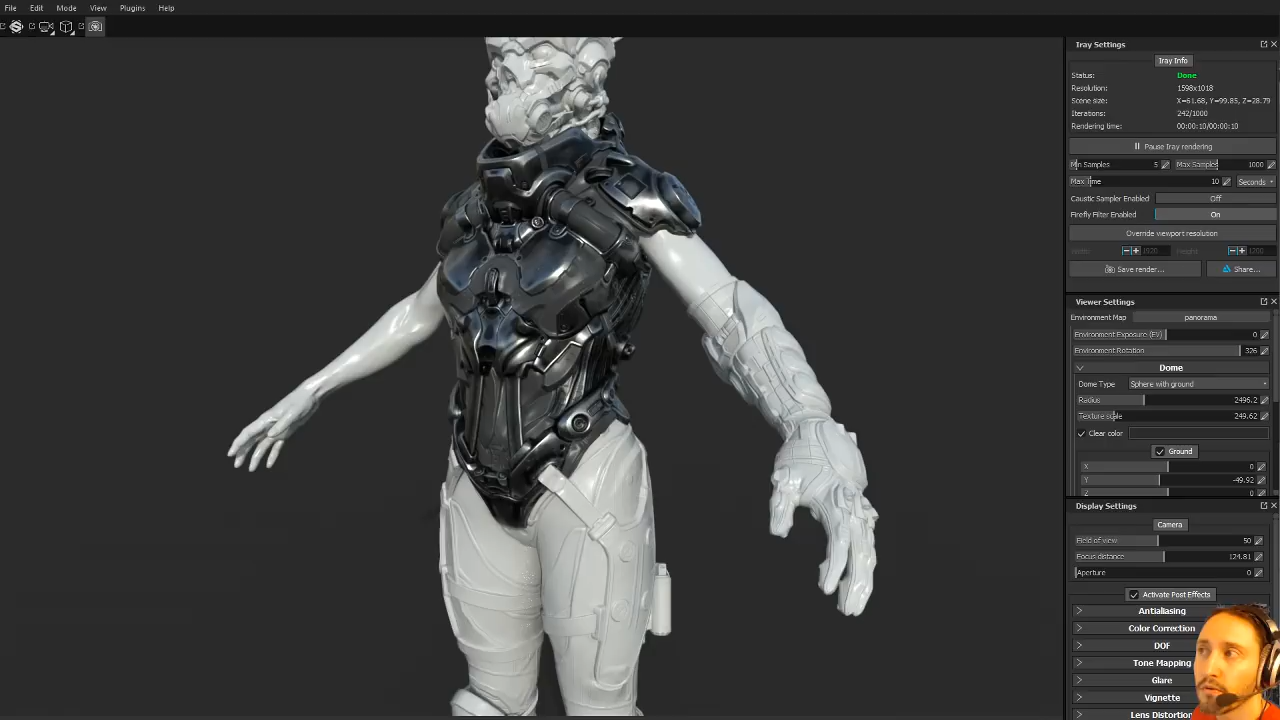 File Edit Mode View Plugins Help
Iray Settings
Iray Info
Status: Done
Resolution: 1598x1018
Scene size: X=61.68, Y=99.85, Z=28.79
Iterations: 242/1000
Rendering time: 00:00:10/00:00:10
Pause Iray rendering
Min Samples 5 Max Samples 1000
Max Time 10 Seconds
Caustic Sampler Enabled Off
Firefly Filter Enabled On
Override viewport resolution
Width 1920 Height 1200
Save render... Share...
Viewer Settings
Environment Map panorama
Environment Exposure (EV) 0
Environment Rotation 326
Dome
Dome Type Sphere with ground
Radius 2496.2
Texture scale 249.62
Clear color
Ground
X 0
Y -49.92
Z 0
Display Settings
Camera
Field of view 50
Focus distance 124.81
Aperture 0
Activate Post Effects
Antialiasing
Color Correction
DOF
Tone Mapping
Glare
Vignette
Lens Distortion